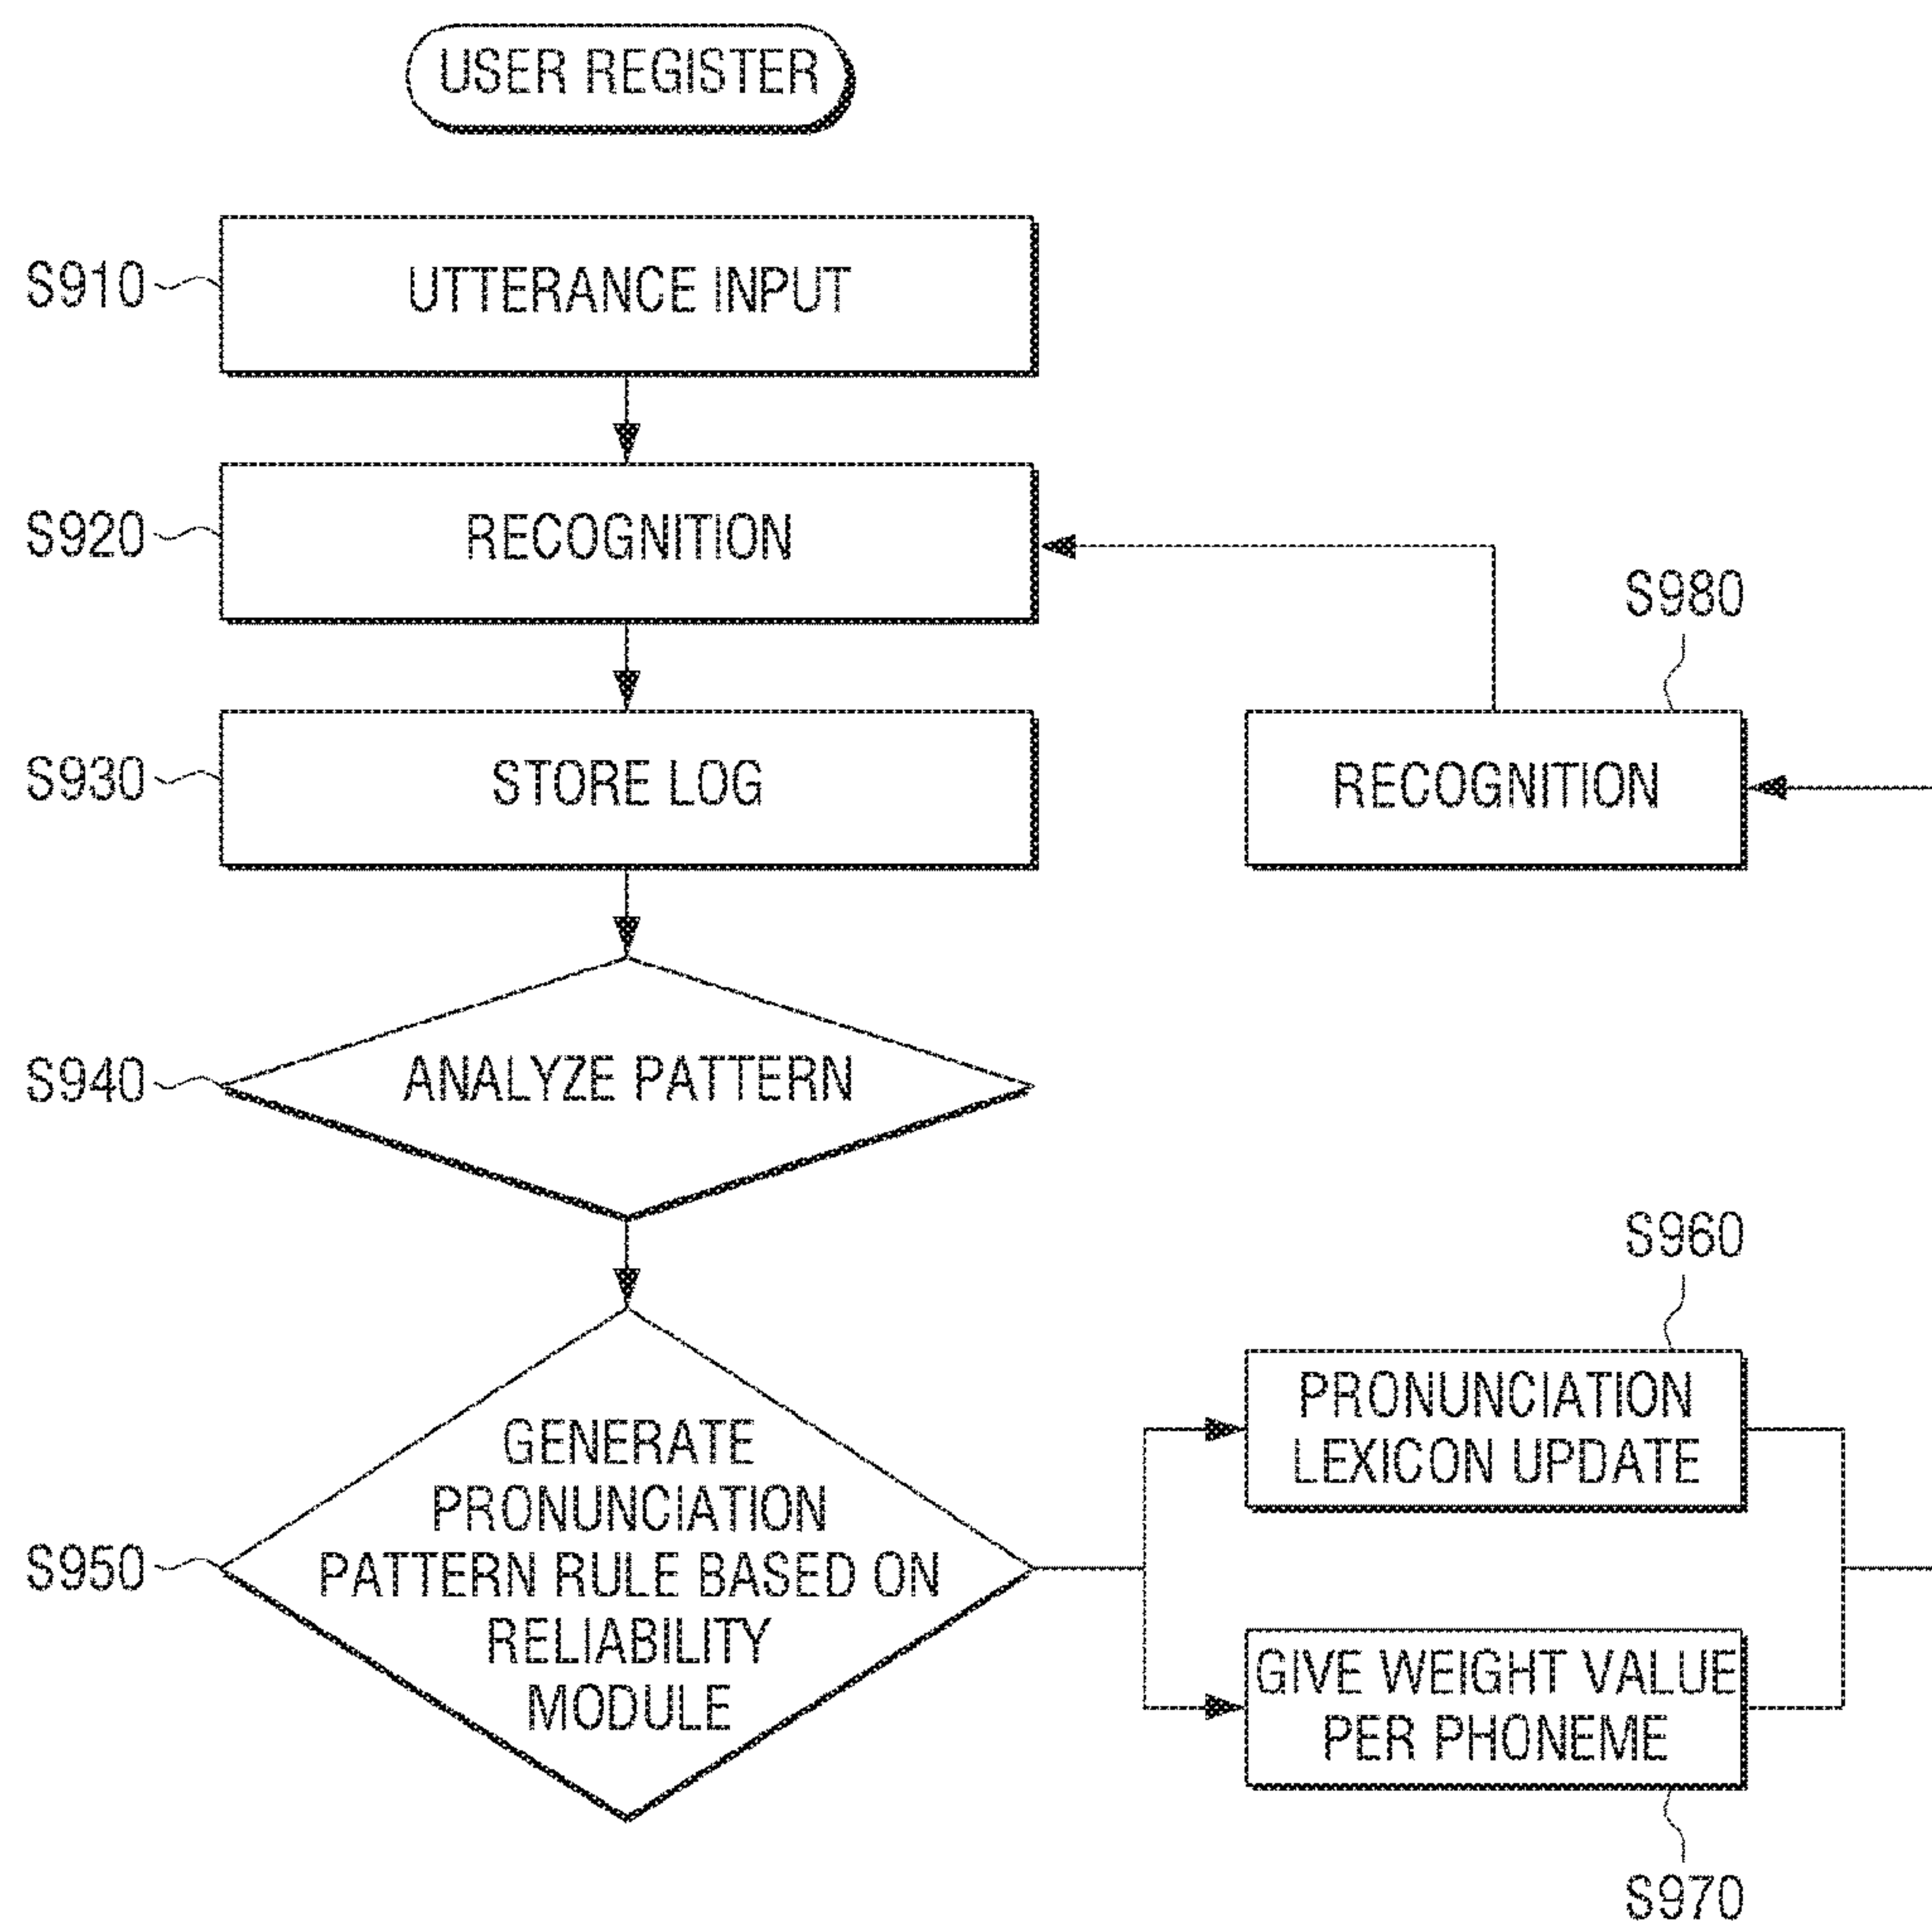 USER REGISTER
S910
UTTERANCE INPUT
S920
RECOGNITION
S980
S930
STORE LOG
RECOGNITION
S940
ANALYZE PATTERN
S960
PRONUNCIATION
LEXICON UPDATE
S950
GENERATE
PRONUNCIATION
PATTERN RULE BASED ON
RELIABILITY
MODULE
GIVE WEIGHT VALUE
PER PHONEME
S970